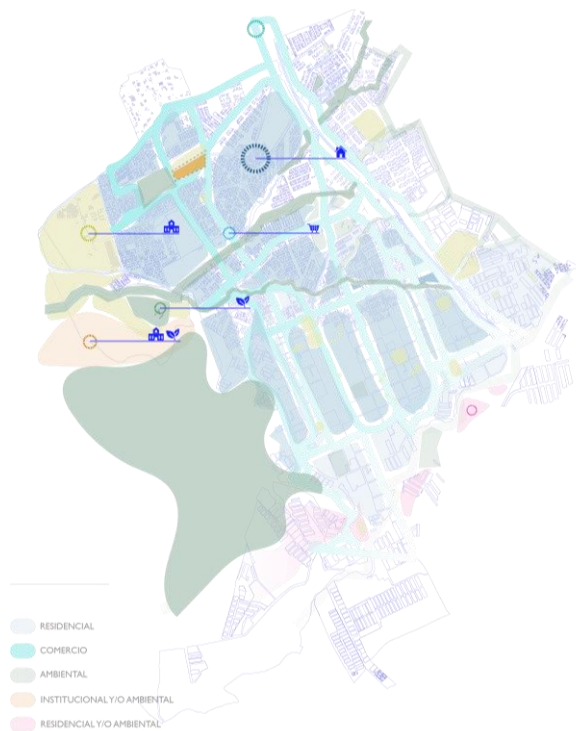 RESIDENCIAL
COMERCIO
AMBIENTAL
INSTITUCIONAL Y/O AMBIENTAL
RESIDENCIAL Y/O AMBIENTAL